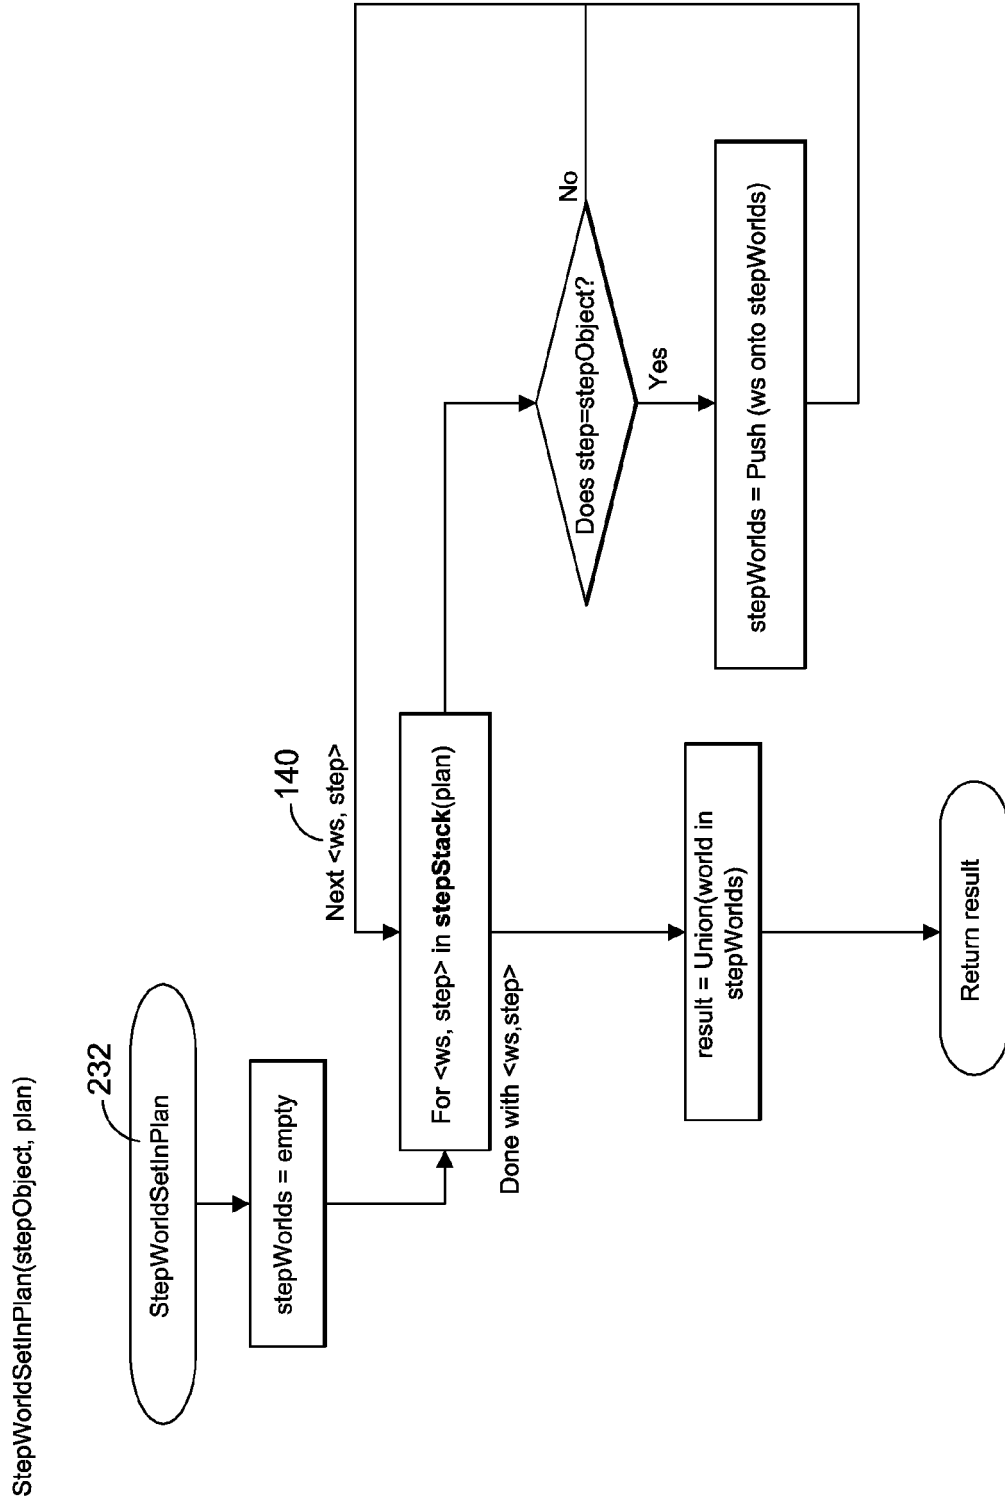 StepWorldSetInPlan(stepObject, plan)
232
StepWorldSetInPlan
stepWorlds = empty
140
Next <ws, step>
For <ws, step> in stepStack(plan)
Done with <ws,step>
Does step=stepObject?
No
Yes
stepWorlds = Push (ws onto stepWorlds)
result = Union(world in
stepWorlds)
Return result